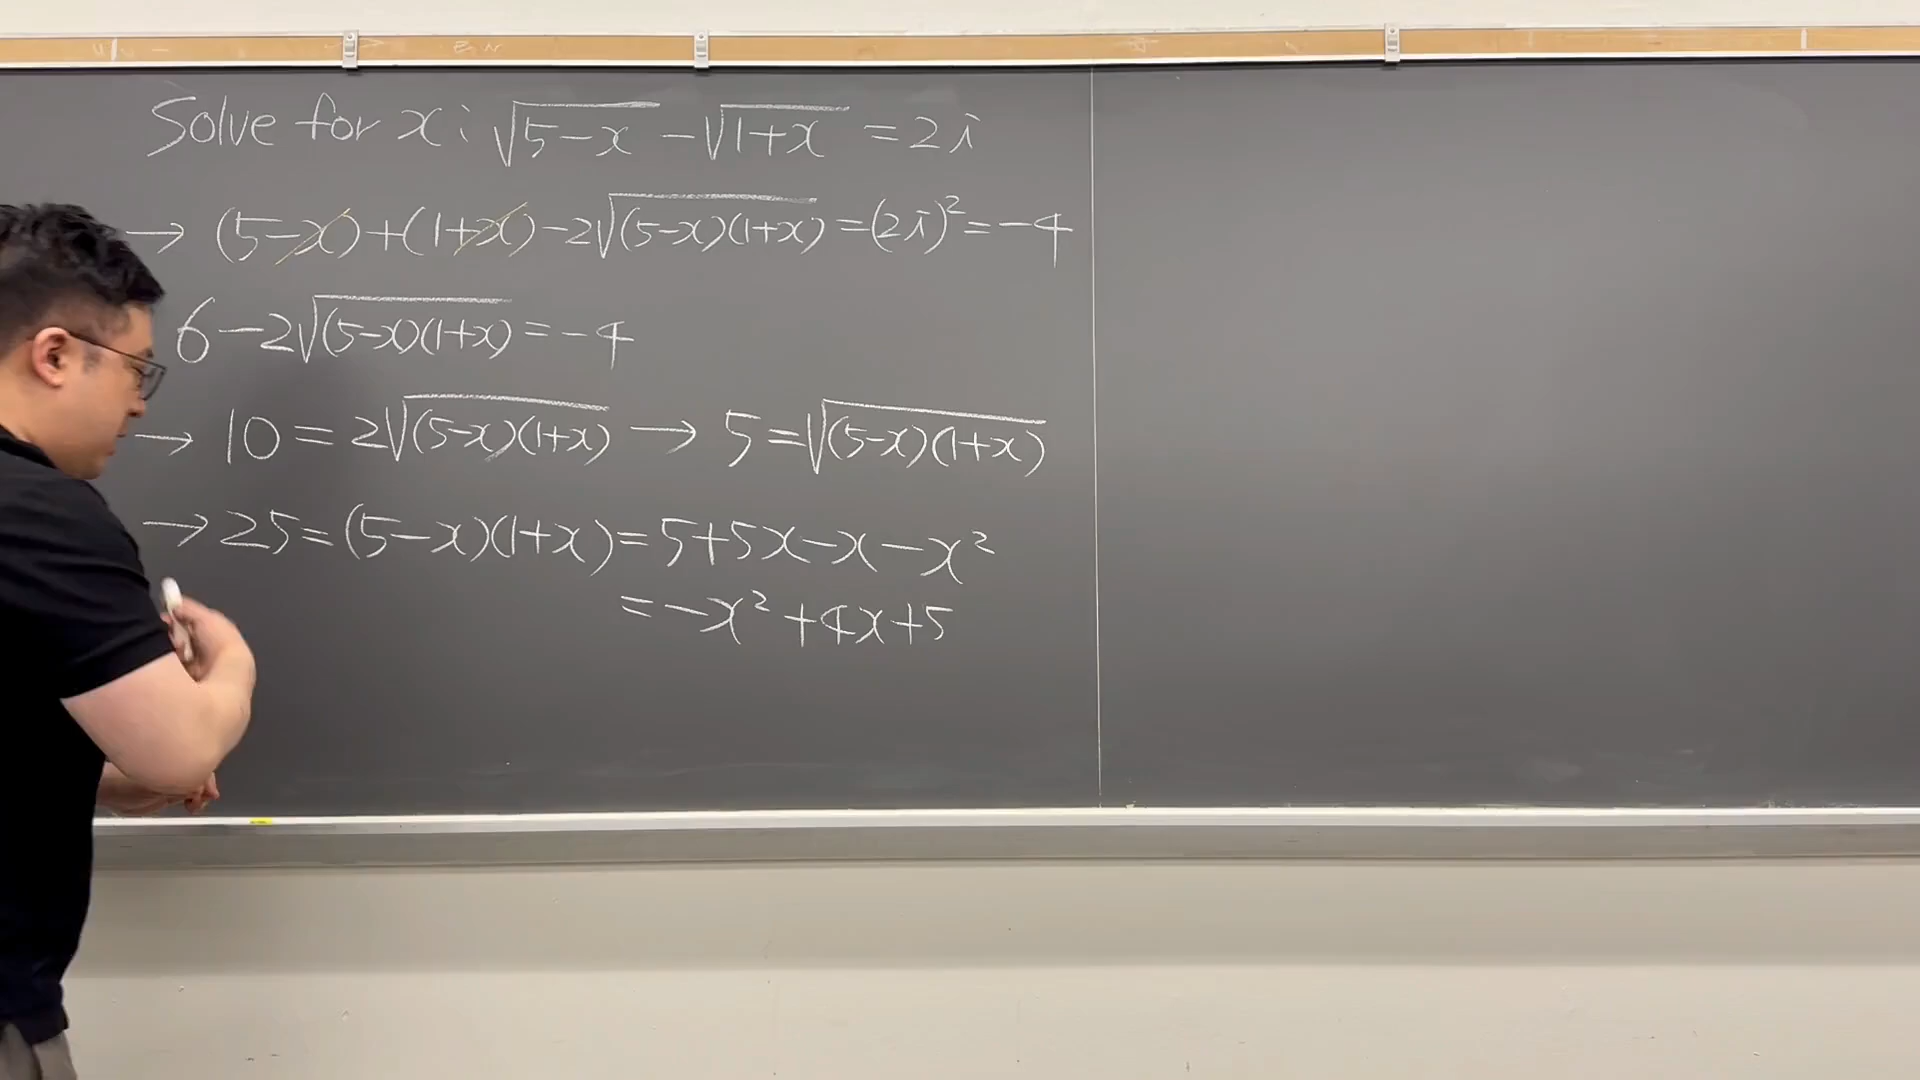 Solve for x: √(5-x) - √(1+x) = 2i
→ (5-x)+(1+x)-2√((5-x)(1+x)) = (2i)² = -4
6-2√((5-x)(1+x)) = -4
→ 10 = 2√((5-x)(1+x)) → 5 = √((5-x)(1+x))
→ 25 = (5-x)(1+x) = 5+5x-x-x²
= -x²+4x+5